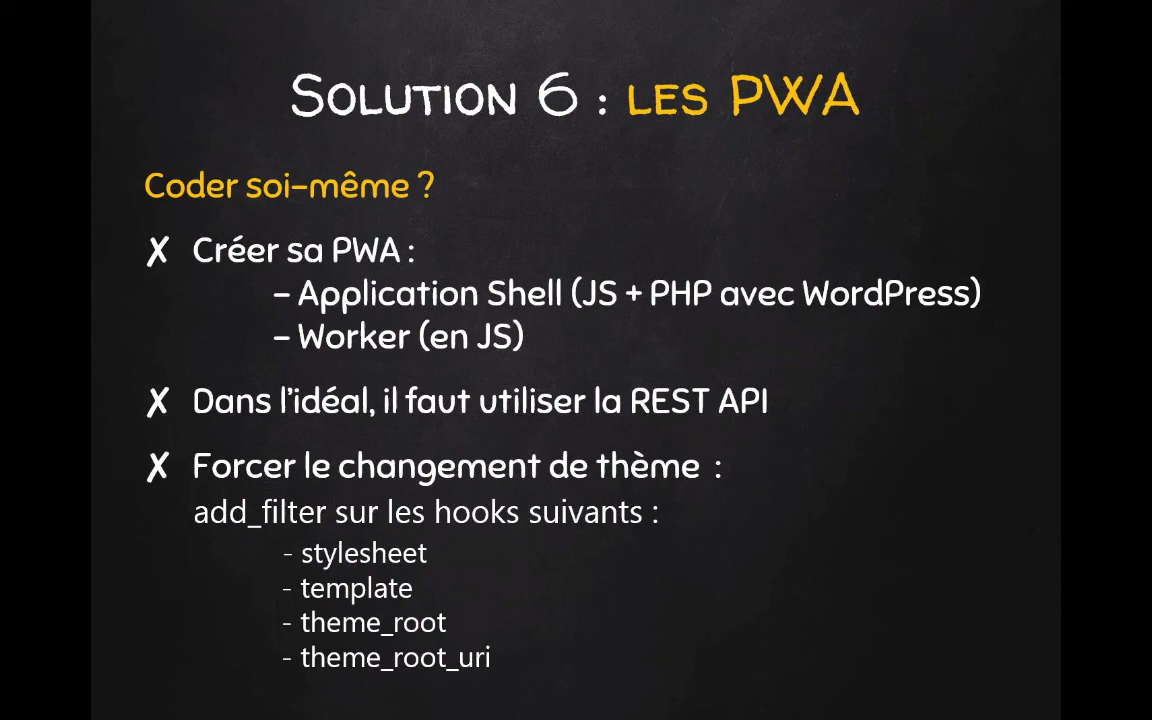 Solution 6 : les PWA
Coder soi-même ?
✗ Créer sa PWA :
– Application Shell (JS + PHP avec WordPress)
– Worker (en JS)
✗ Dans l'idéal, il faut utiliser la REST API
✗ Forcer le changement de thème :
add_filter sur les hooks suivants :
- stylesheet
- template
- theme_root
- theme_root_uri